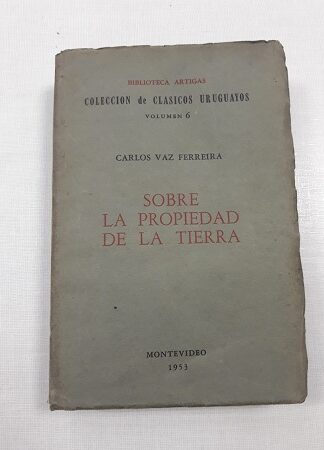 BIBLIOTECA ARTIGAS
COLECCION de CLASICOS URUGUAYOS
VOLUMEN 6
CARLOS VAZ FERREIRA
SOBRE
LA PROPIEDAD
DE LA TIERRA
MONTEVIDEO
1953